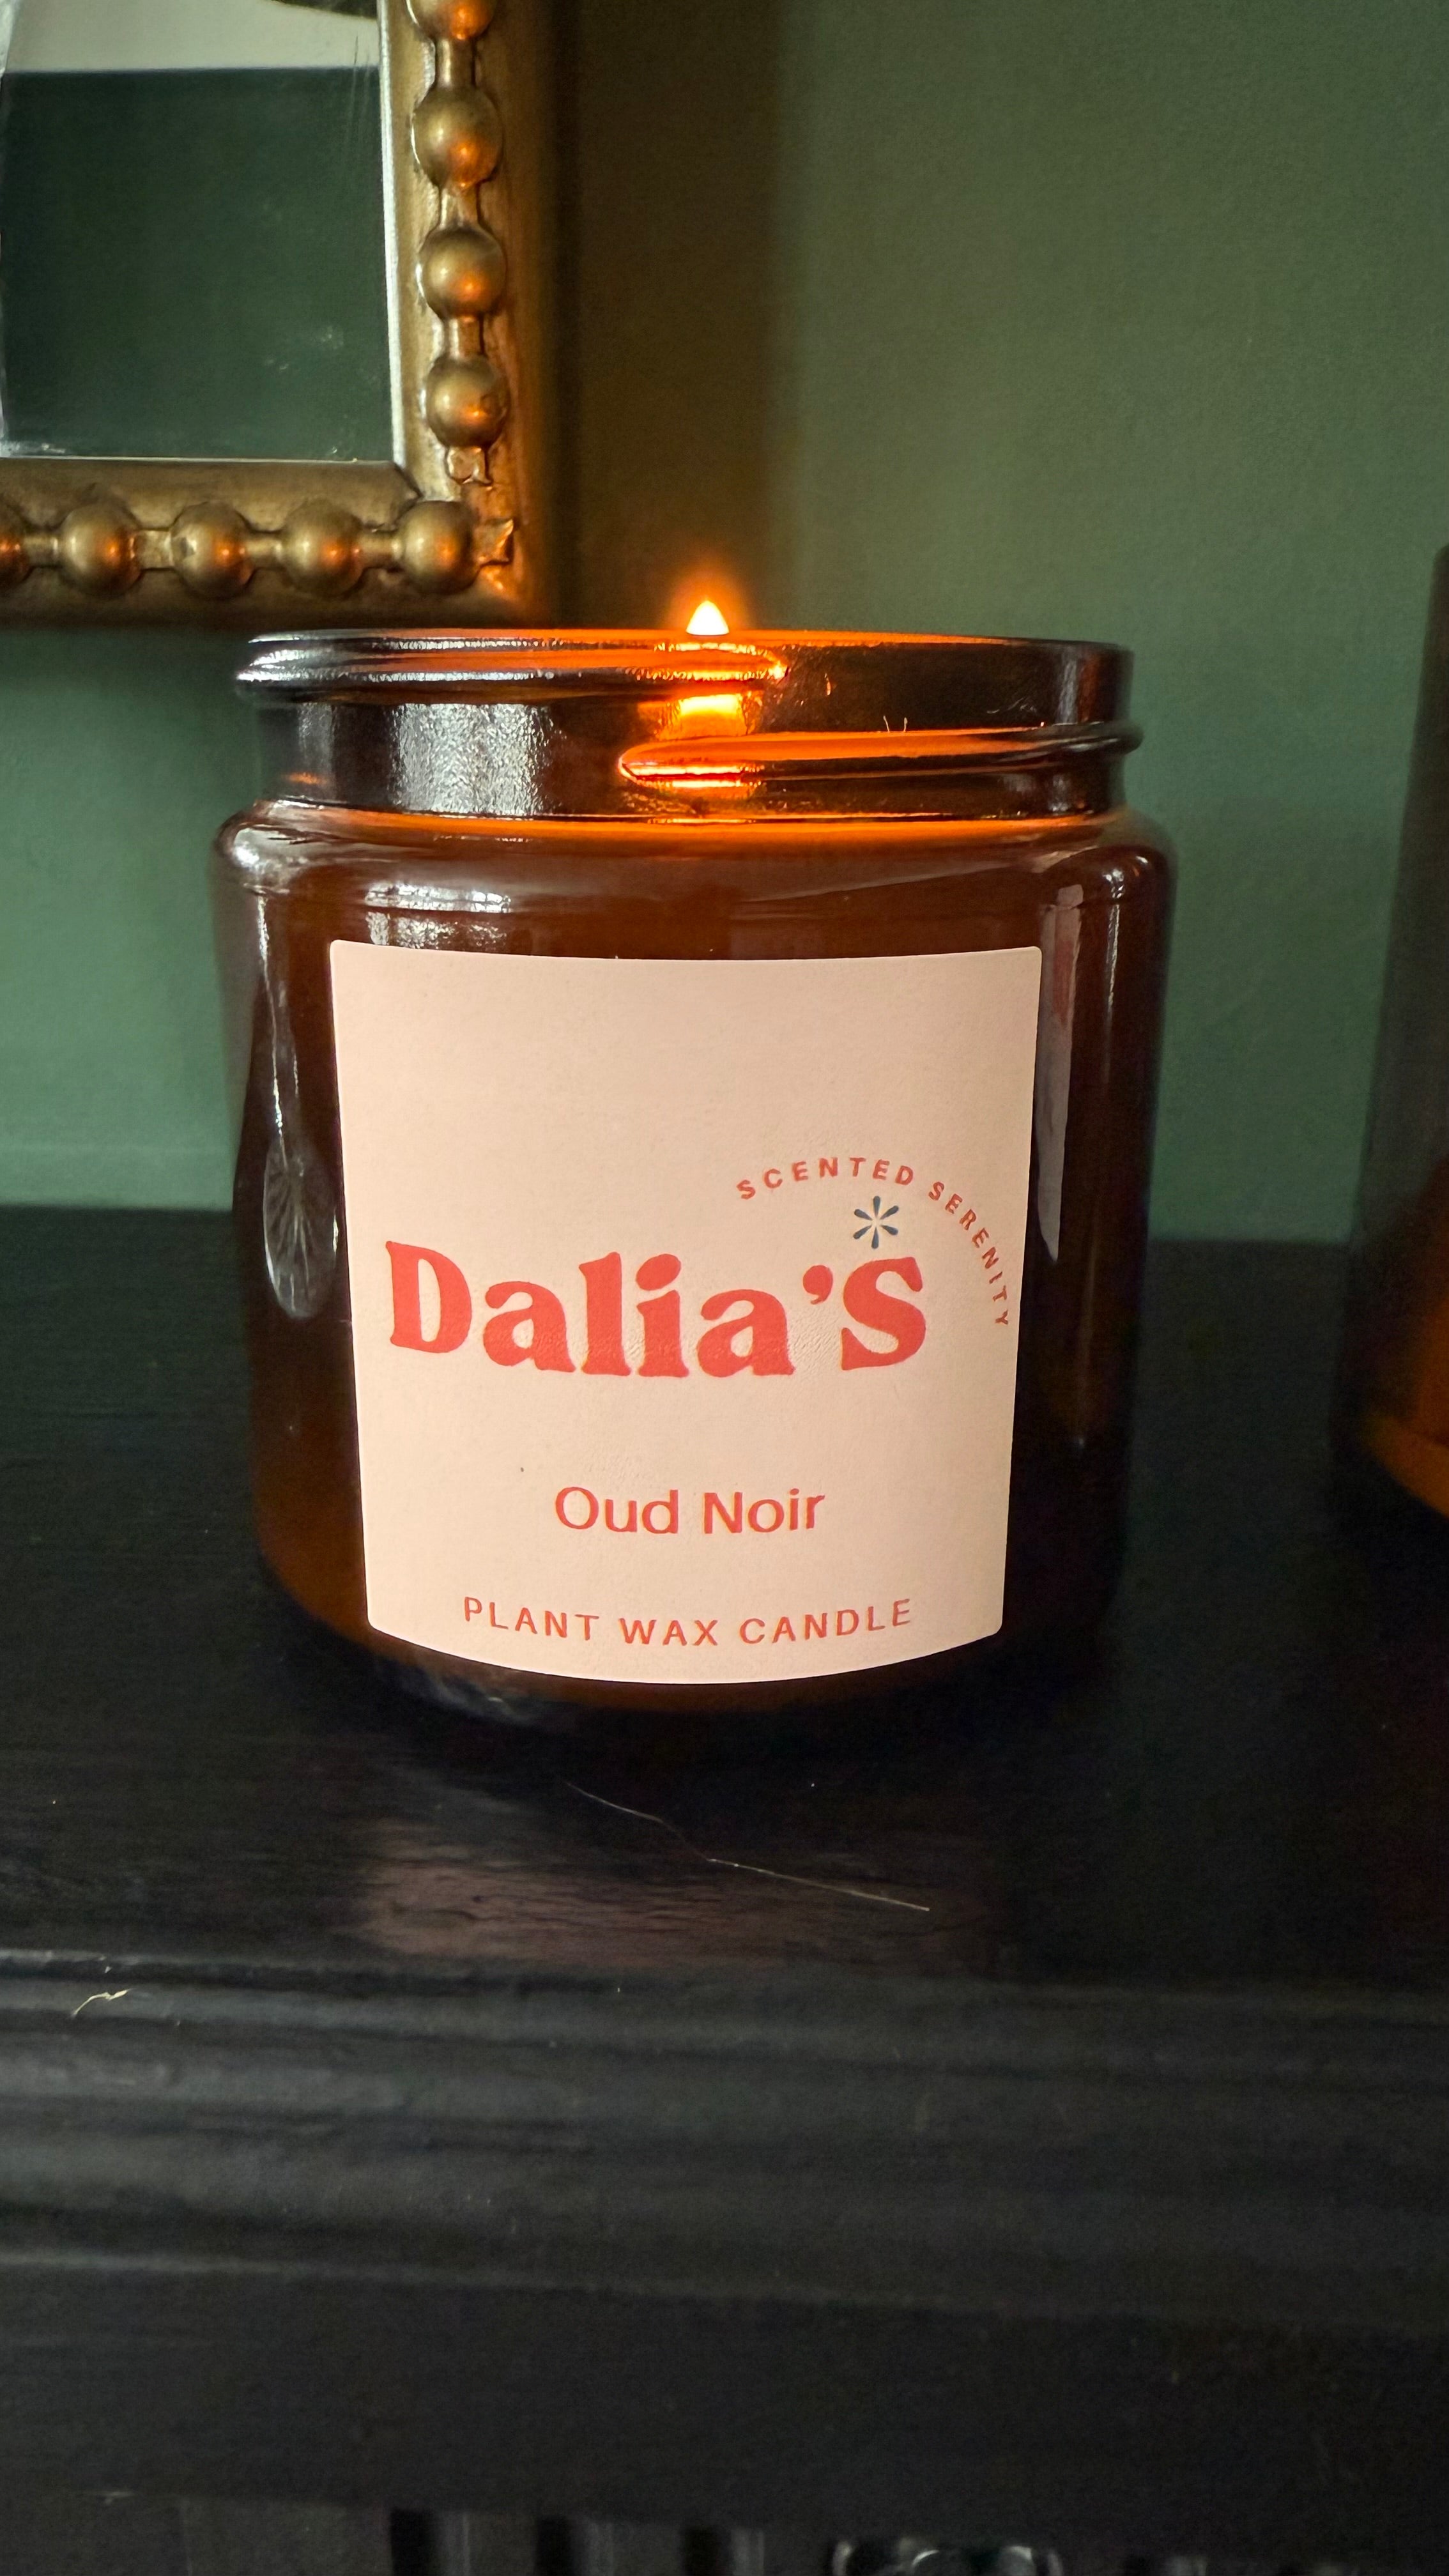 SCENTED SERENITY
Dalia'S
Oud Noir
PLANT WAX CANDLE